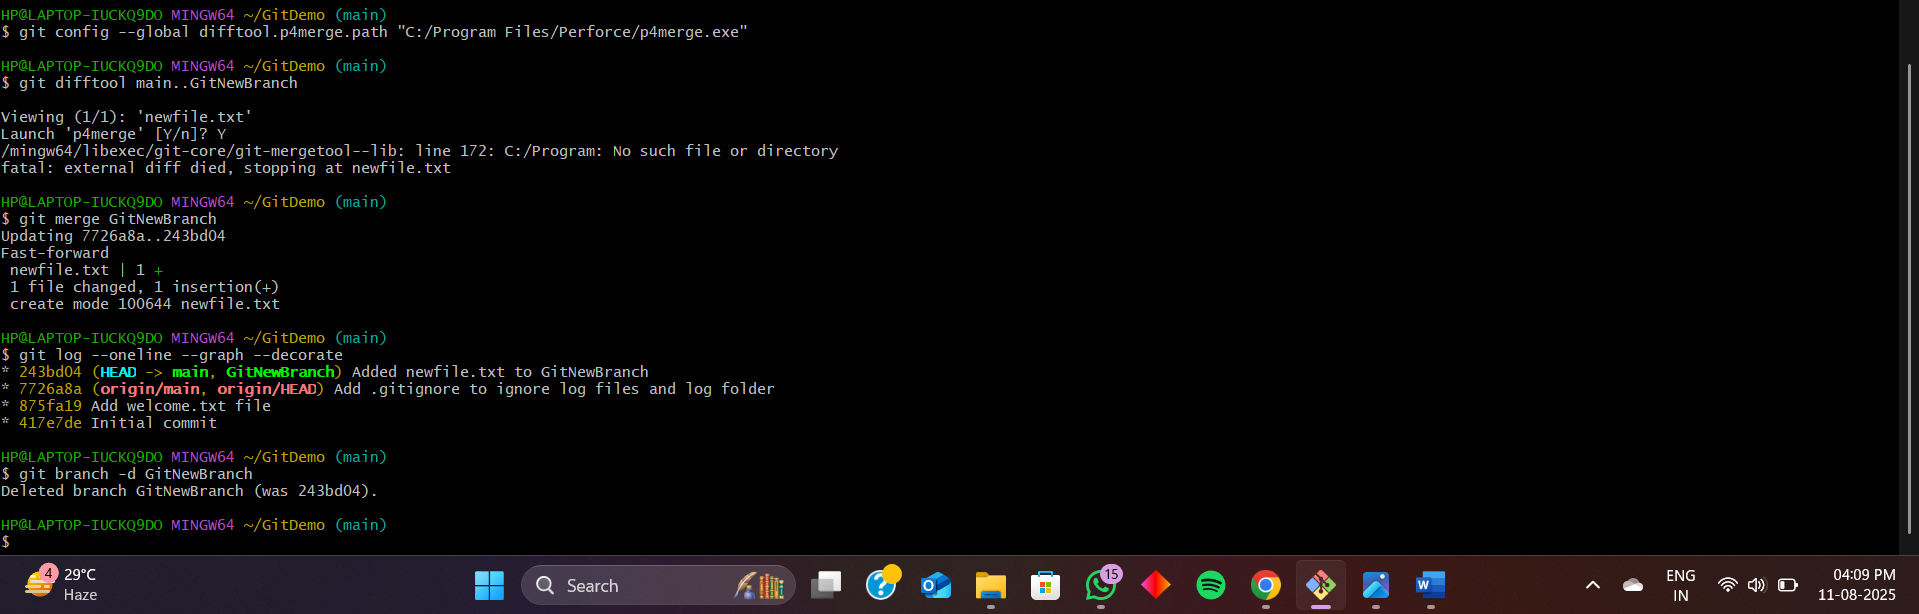 HP@LAPTOP-IUCKQ9DO MINGW64 ~/GitDemo (main)
$ git config --global difftool.p4merge.path "C:/Program Files/Perforce/p4merge.exe"
HP@LAPTOP-IUCKQ9DO MINGW64 ~/GitDemo (main)
$ git difftool main..GitNewBranch
Viewing (1/1): 'newfile.txt'
Launch 'p4merge' [Y/n]? Y
/mingw64/libexec/git-core/git-mergetool--lib: line 172: C:/Program: No such file or directory
fatal: external diff died, stopping at newfile.txt
HP@LAPTOP-IUCKQ9DO MINGW64 ~/GitDemo (main)
$ git merge GitNewBranch
Updating 7726a8a..243bd04
Fast-forward
 newfile.txt | 1 +
 1 file changed, 1 insertion(+)
 create mode 100644 newfile.txt
HP@LAPTOP-IUCKQ9DO MINGW64 ~/GitDemo (main)
$ git log --oneline --graph --decorate
* 243bd04 (HEAD -> main, GitNewBranch) Added newfile.txt to GitNewBranch
* 7726a8a (origin/main, origin/HEAD) Add .gitignore to ignore log files and log folder
* 875fa19 Add welcome.txt file
* 417e7de Initial commit
HP@LAPTOP-IUCKQ9DO MINGW64 ~/GitDemo (main)
$ git branch -d GitNewBranch
Deleted branch GitNewBranch (was 243bd04).
HP@LAPTOP-IUCKQ9DO MINGW64 ~/GitDemo (main)
$
4
29°C
Haze
Search
15
ENG
IN
04:09 PM
11-08-2025